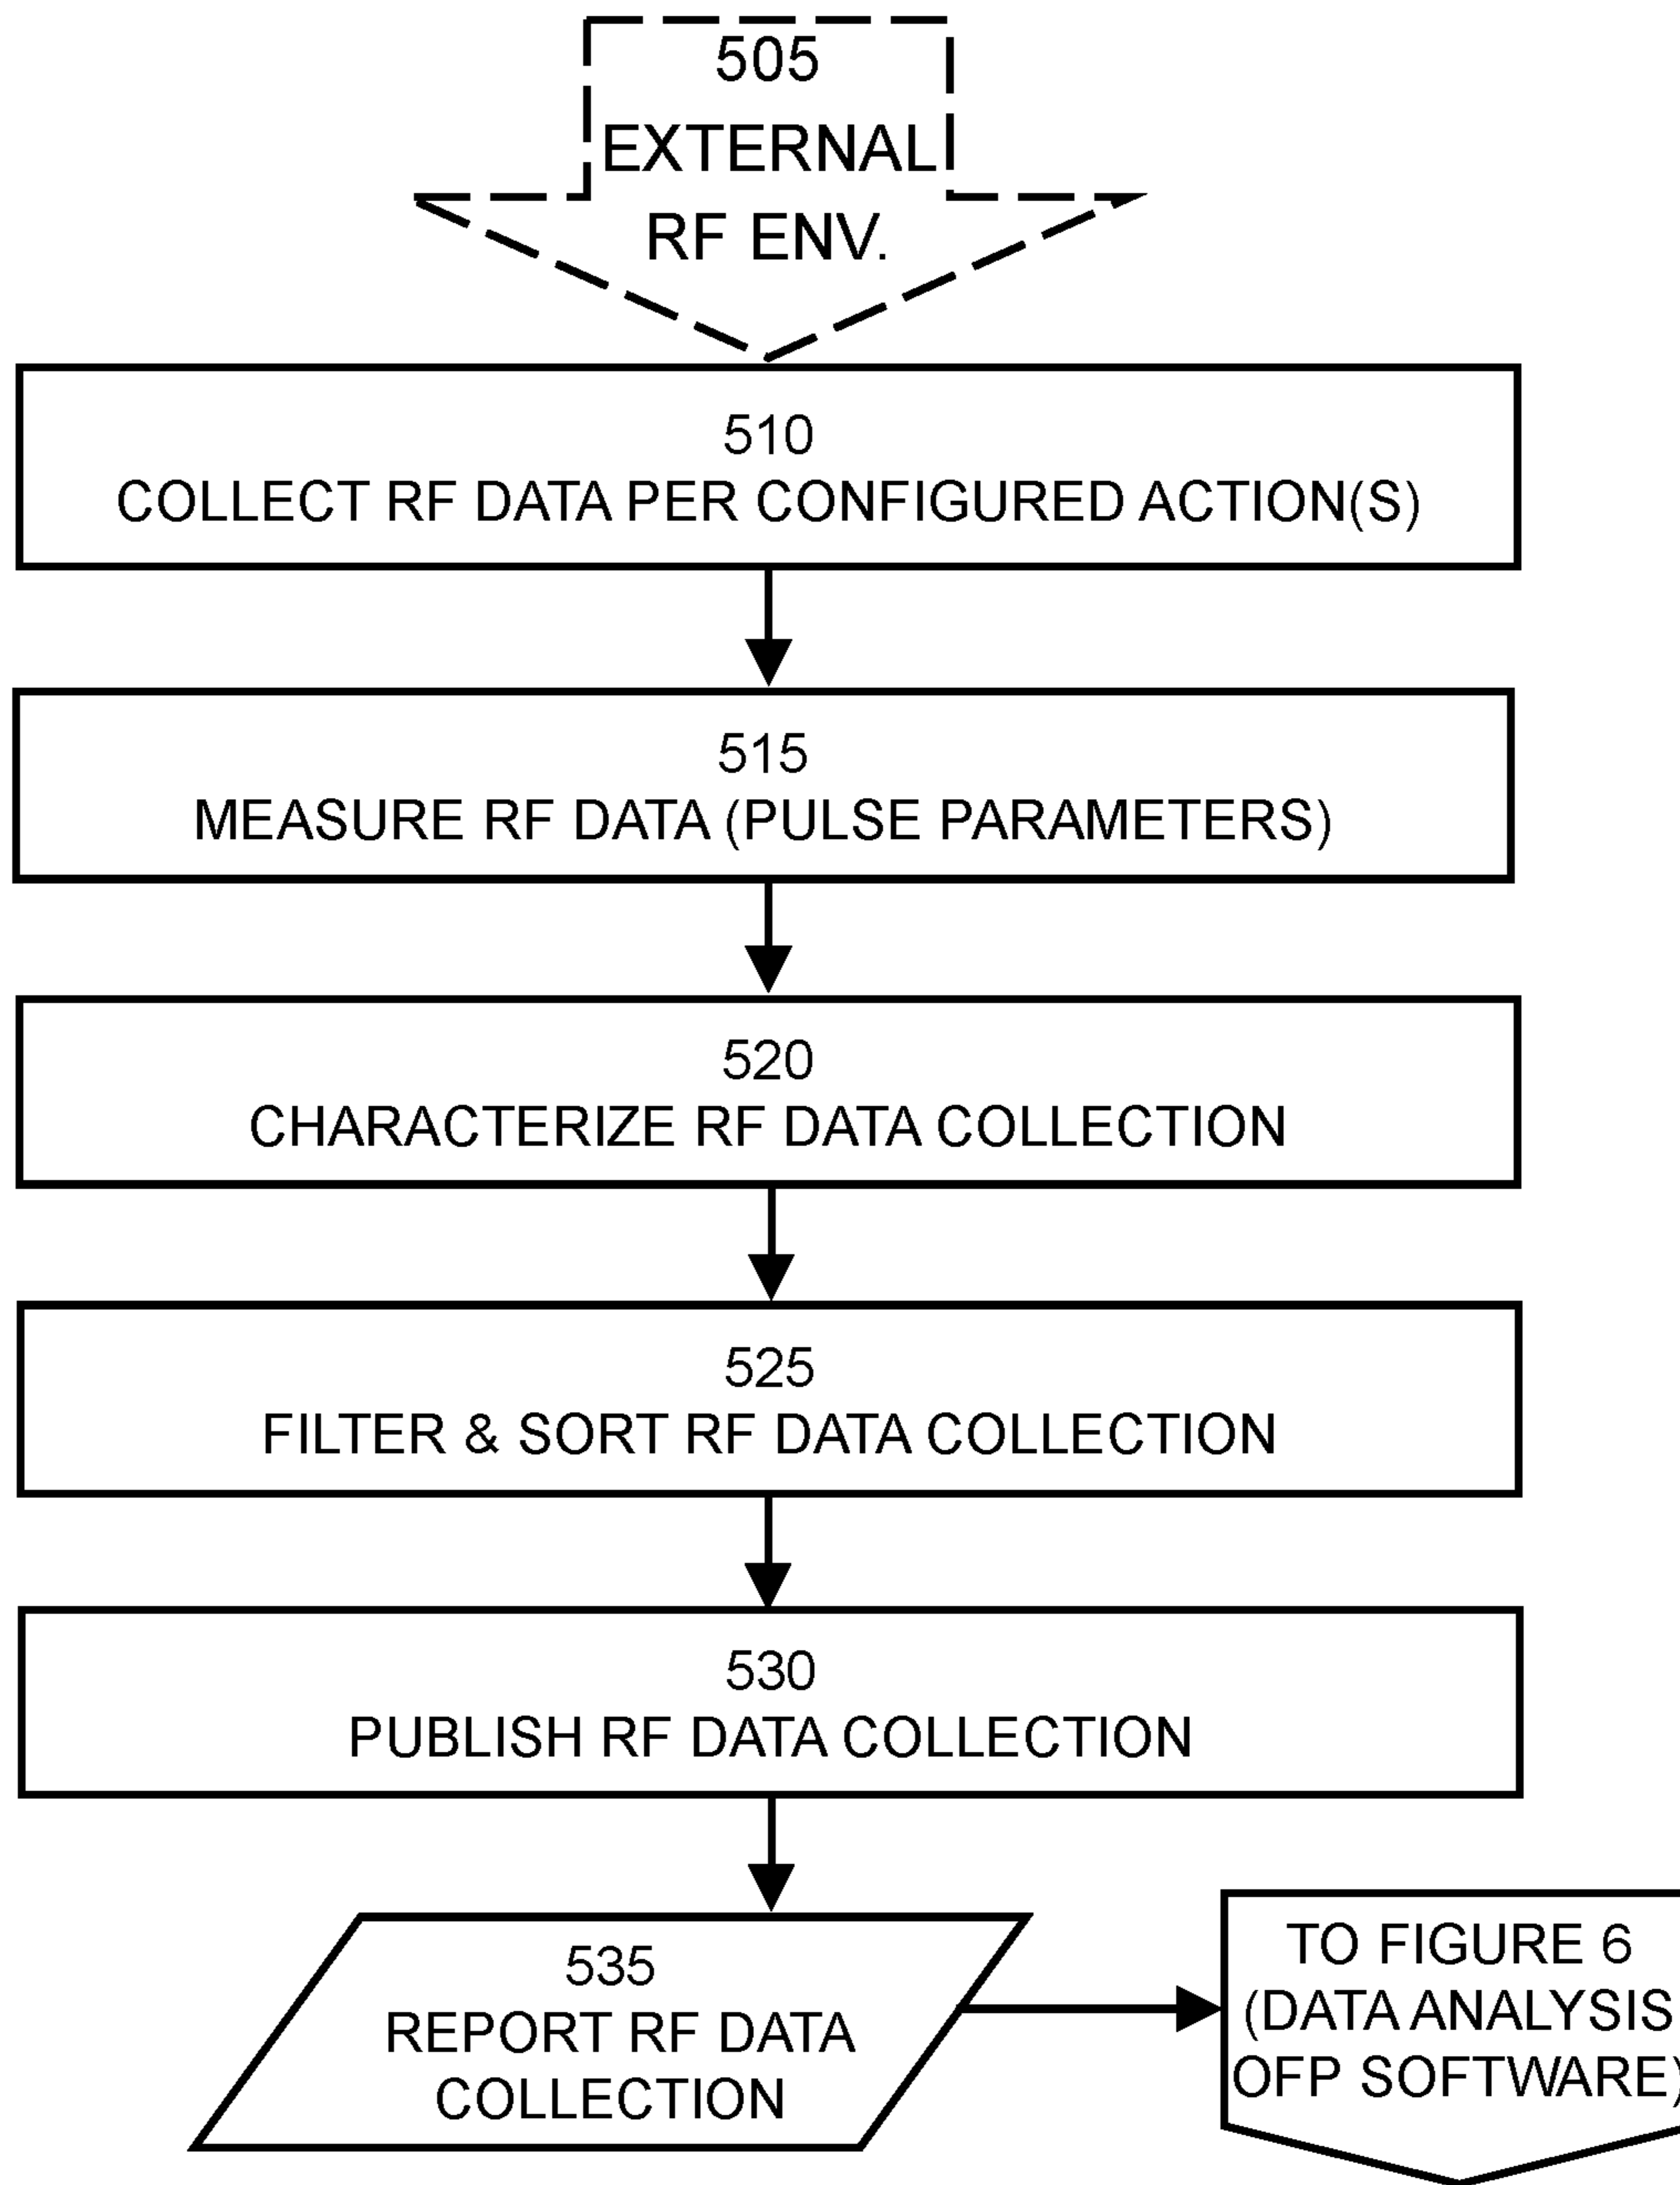 505
EXTERNAL
RF ENV.
510
COLLECT RF DATA PER CONFIGURED ACTION(S)
515
MEASURE RF DATA (PULSE PARAMETERS)
520
CHARACTERIZE RF DATA COLLECTION
525
FILTER & SORT RF DATA COLLECTION
530
PUBLISH RF DATA COLLECTION
535
REPORT RF DATA
COLLECTION
TO FIGURE 6
(DATA ANALYSIS
OFP SOFTWARE)